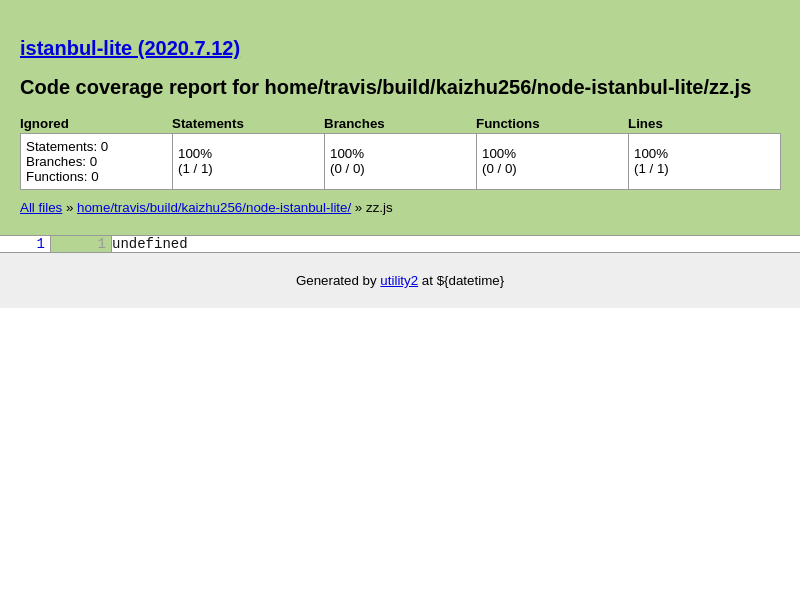 istanbul-lite (2020.7.12)
Code coverage report for home/travis/build/kaizhu256/node-istanbul-lite/zz.js
Ignored Statements Branches Functions Lines
Statements: 0
Branches: 0
Functions: 0
100%
(1 / 1)
100%
(0 / 0)
100%
(0 / 0)
100%
(1 / 1)
All files » home/travis/build/kaizhu256/node-istanbul-lite/ » zz.js
1 1 undefined
Generated by utility2 at ${datetime}